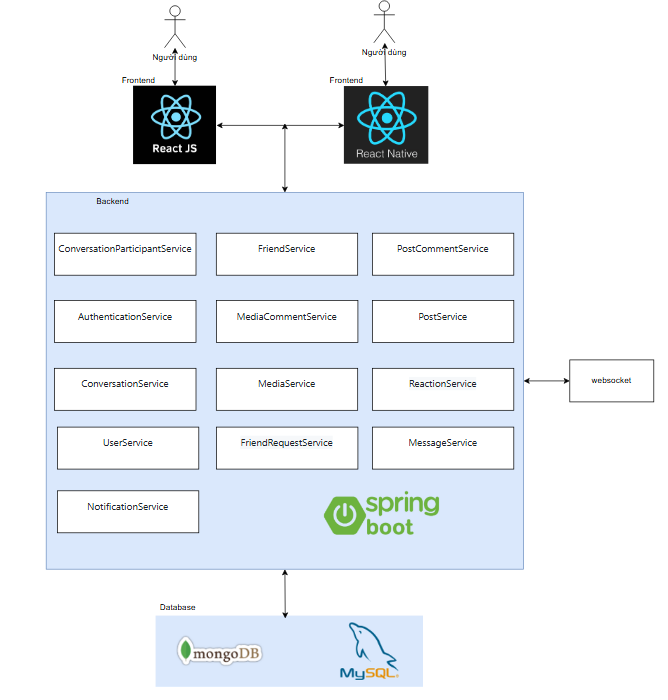 Người dùng
Người dùng
Frontend
Frontend
React JS
React Native
Backend
ConversationParticipantService
FriendService
PostCommentService
AuthenticationService
MediaCommentService
PostService
ConversationService
MediaService
ReactionService
websocket
UserService
FriendRequestService
MessageService
NotificationService
spring
boot
Database
mongoDB
MySQL